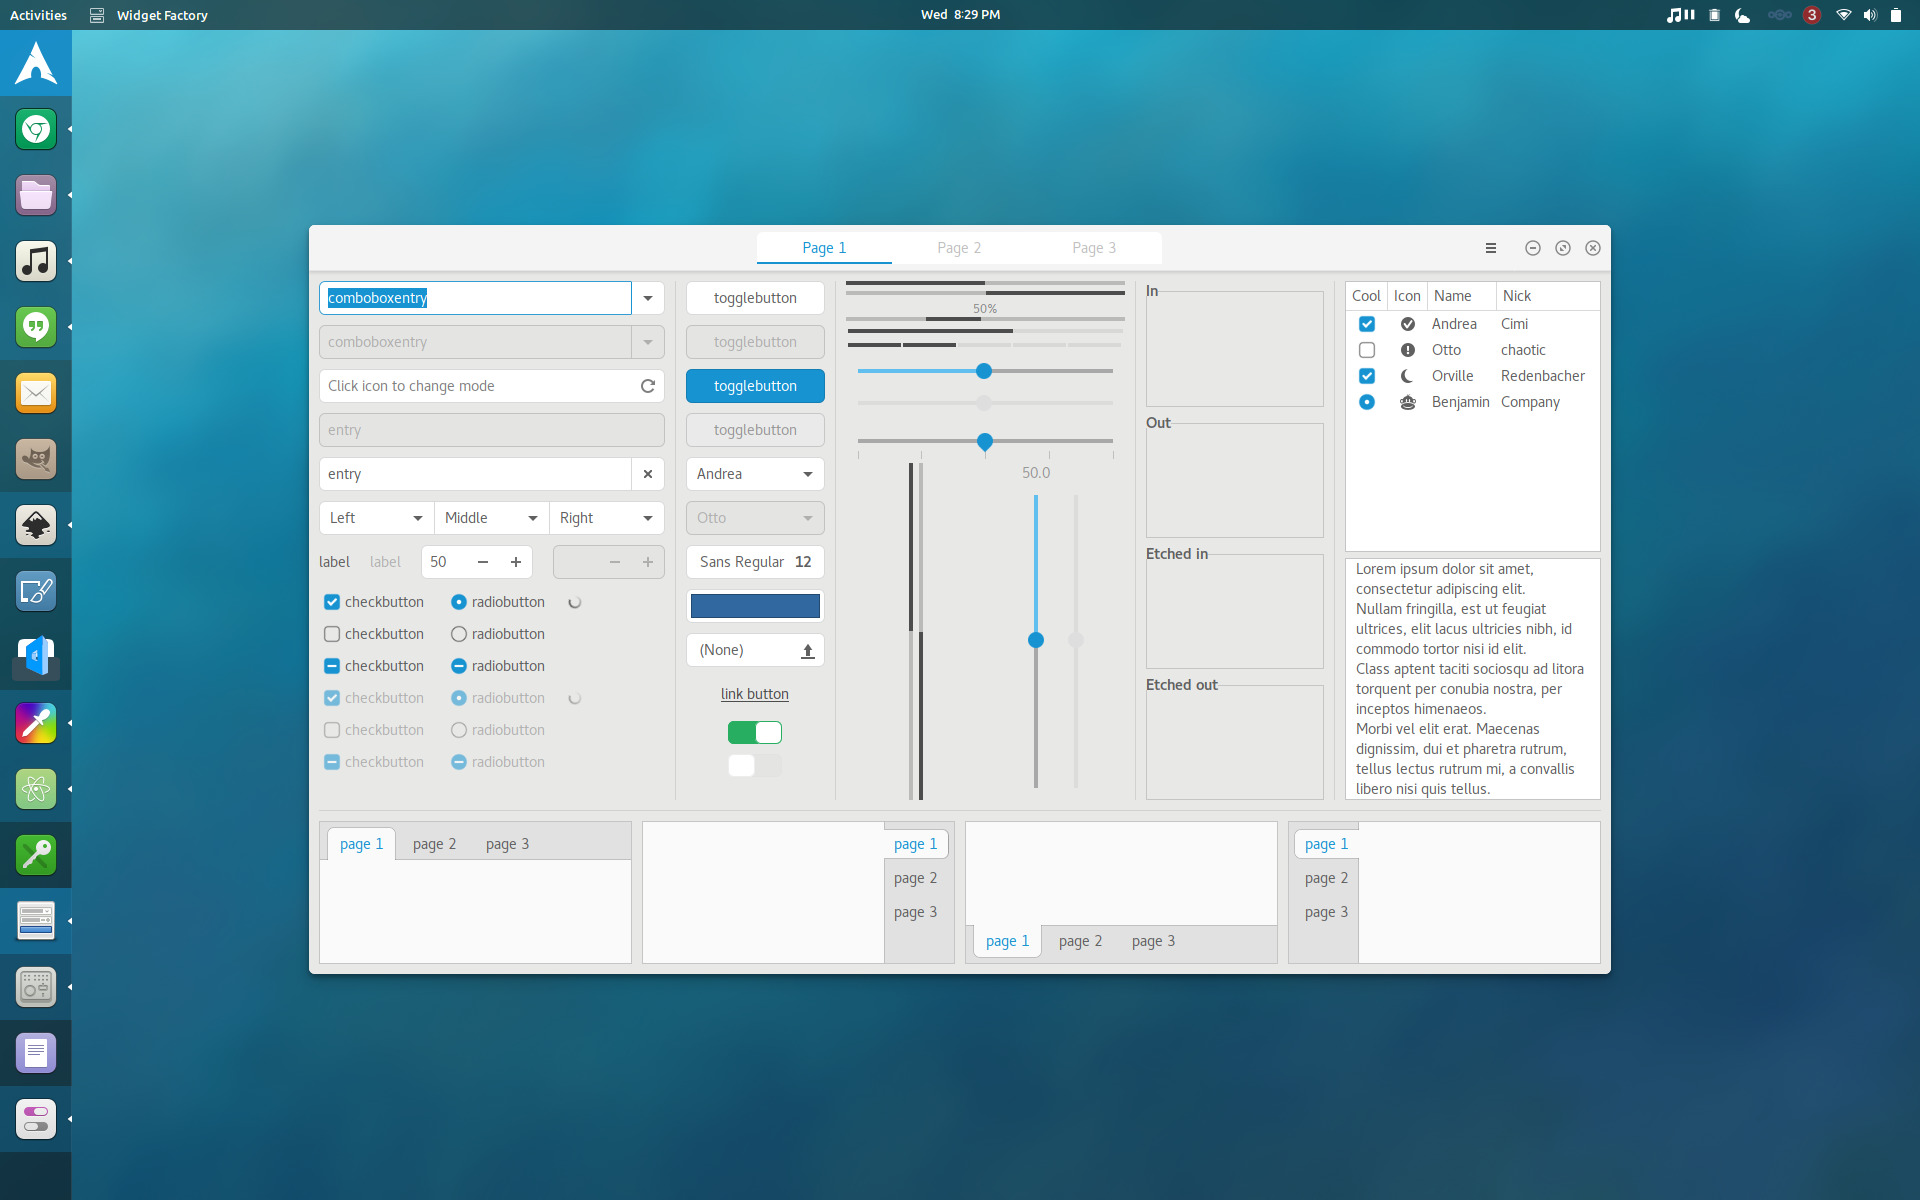 Activities Widget Factory Wed 8:29 PM 3
Page 1 Page 2 Page 3
comboboxentry
comboboxentry
Click icon to change mode
entry
entry
Left Middle Right
label label 50
checkbutton radiobutton
checkbutton radiobutton
checkbutton radiobutton
checkbutton radiobutton
checkbutton radiobutton
checkbutton radiobutton
togglebutton
togglebutton
togglebutton
togglebutton
Andrea
Otto
Sans Regular 12
(None)
link button
50%
50.0
In
Out
Etched in
Etched out
Cool Icon Name Nick
Andrea Cimi
Otto chaotic
Orville Redenbacher
Benjamin Company
Lorem ipsum dolor sit amet,
consectetur adipiscing elit.
Nullam fringilla, est ut feugiat
ultrices, elit lacus ultricies nibh, id
commodo tortor nisi id elit.
Class aptent taciti sociosqu ad litora
torquent per conubia nostra, per
inceptos himenaeos.
Morbi vel elit erat. Maecenas
dignissim, dui et pharetra rutrum,
tellus lectus rutrum mi, a convallis
libero nisi quis tellus.
page 1 page 2 page 3
page 1
page 2
page 3
page 1 page 2 page 3
page 1
page 2
page 3